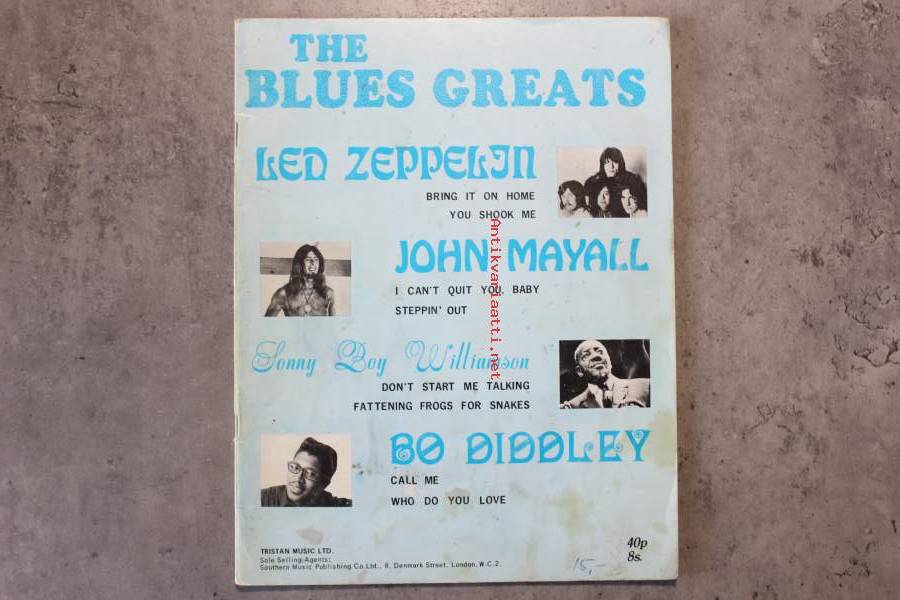 THE
BLUES GREATS
LED ZEPPELIN
BRING IT ON HOME
YOU SHOOK ME
JOHN MAYALL
I CAN'T QUIT YOU, BABY
STEPPIN' OUT
Sonny Boy Williamson
DON'T START ME TALKING
FATTENING FROGS FOR SNAKES
BO DIDDLEY
CALL ME
WHO DO YOU LOVE
TRISTAN MUSIC LTD.
Sole Selling Agents:
Southern Music Publishing Co. Ltd., 8, Denmark Street, London, W.C.2.
40p
8s.
15,-
Antikvariaatti.net